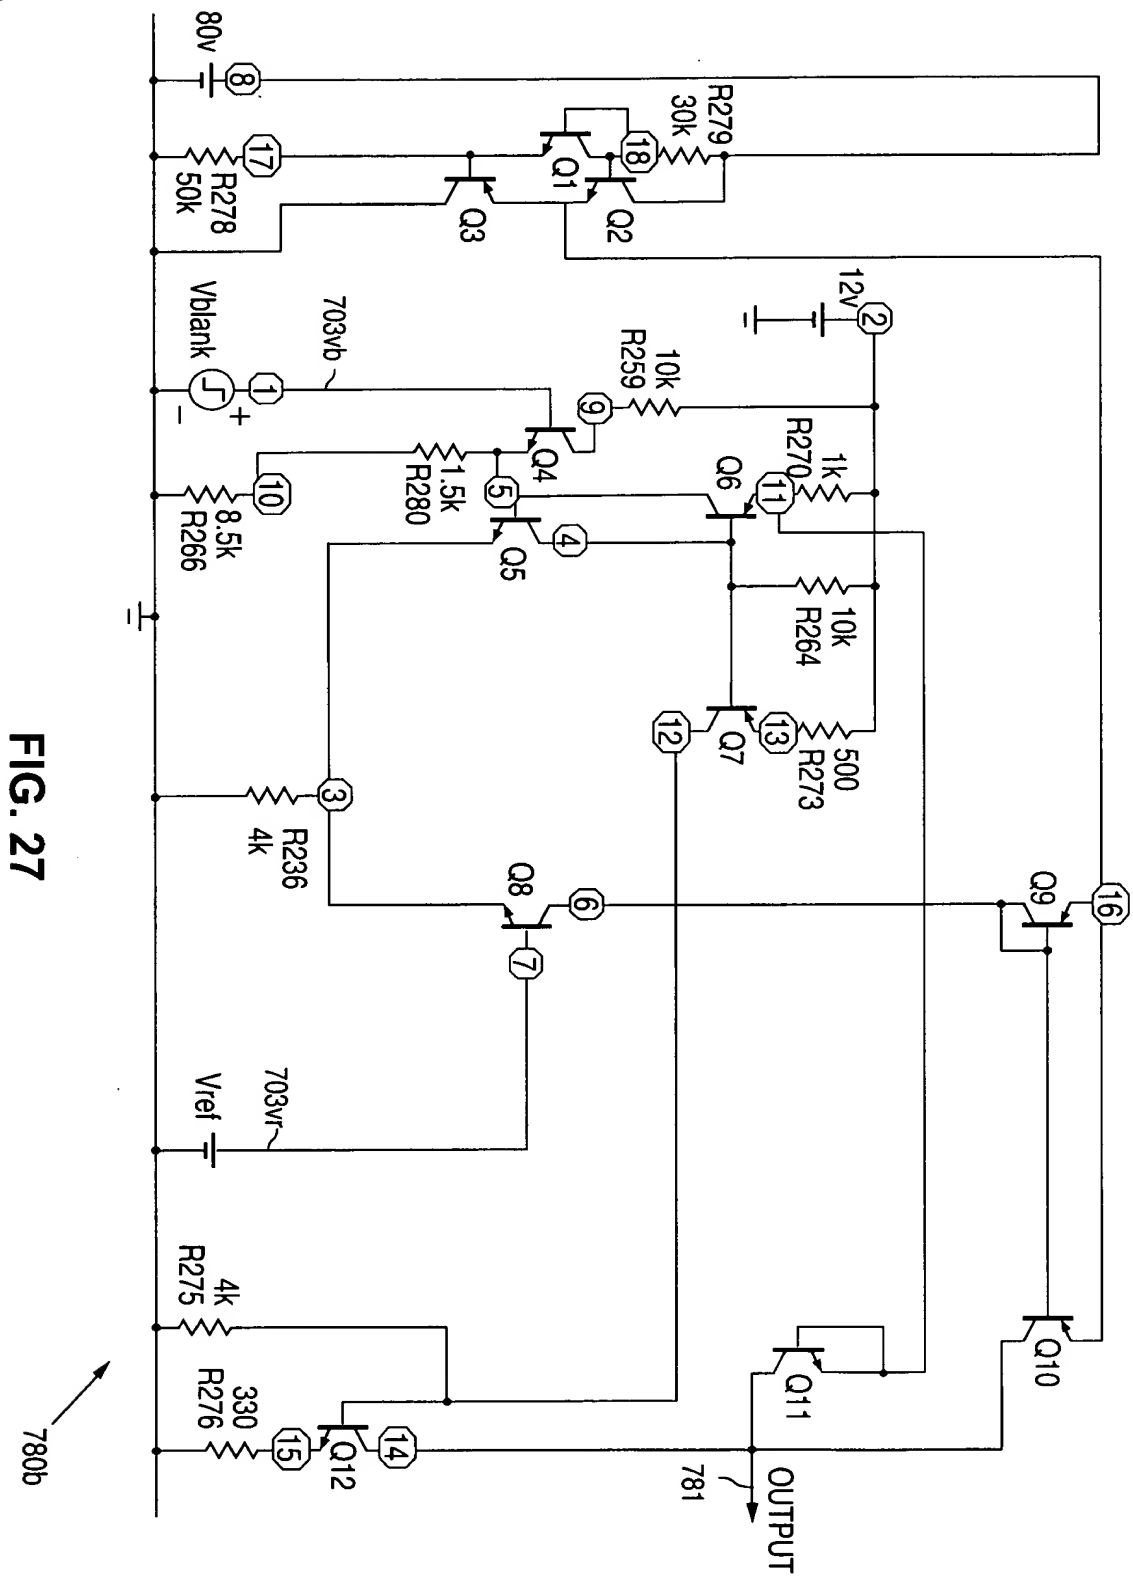 80v
8
R279
30k
18
Q1
Q2
17
R278
50k
Q3
12v
2
Vblank
703vb
1
+
−
10k
R259
9
Q4
5
1.5k
R280
10
8.5k
R266
Q6
11
1k
R270
Q5
4
10k
R264
12
Q7
13
500
R273
3
R236
4k
Q8
6
7
Q9
16
Vref
703vr
4k
R275
330
R276
15
Q12
14
Q11
Q10
OUTPUT
781
780b
FIG. 27